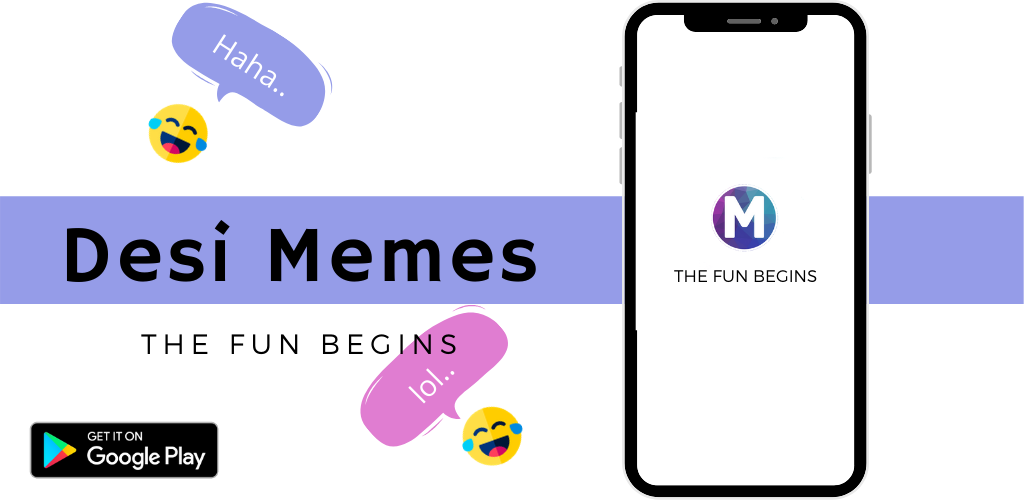 Haha..
Desi Memes
THE FUN BEGINS
lol..
GET IT ON
Google Play
M
THE FUN BEGINS